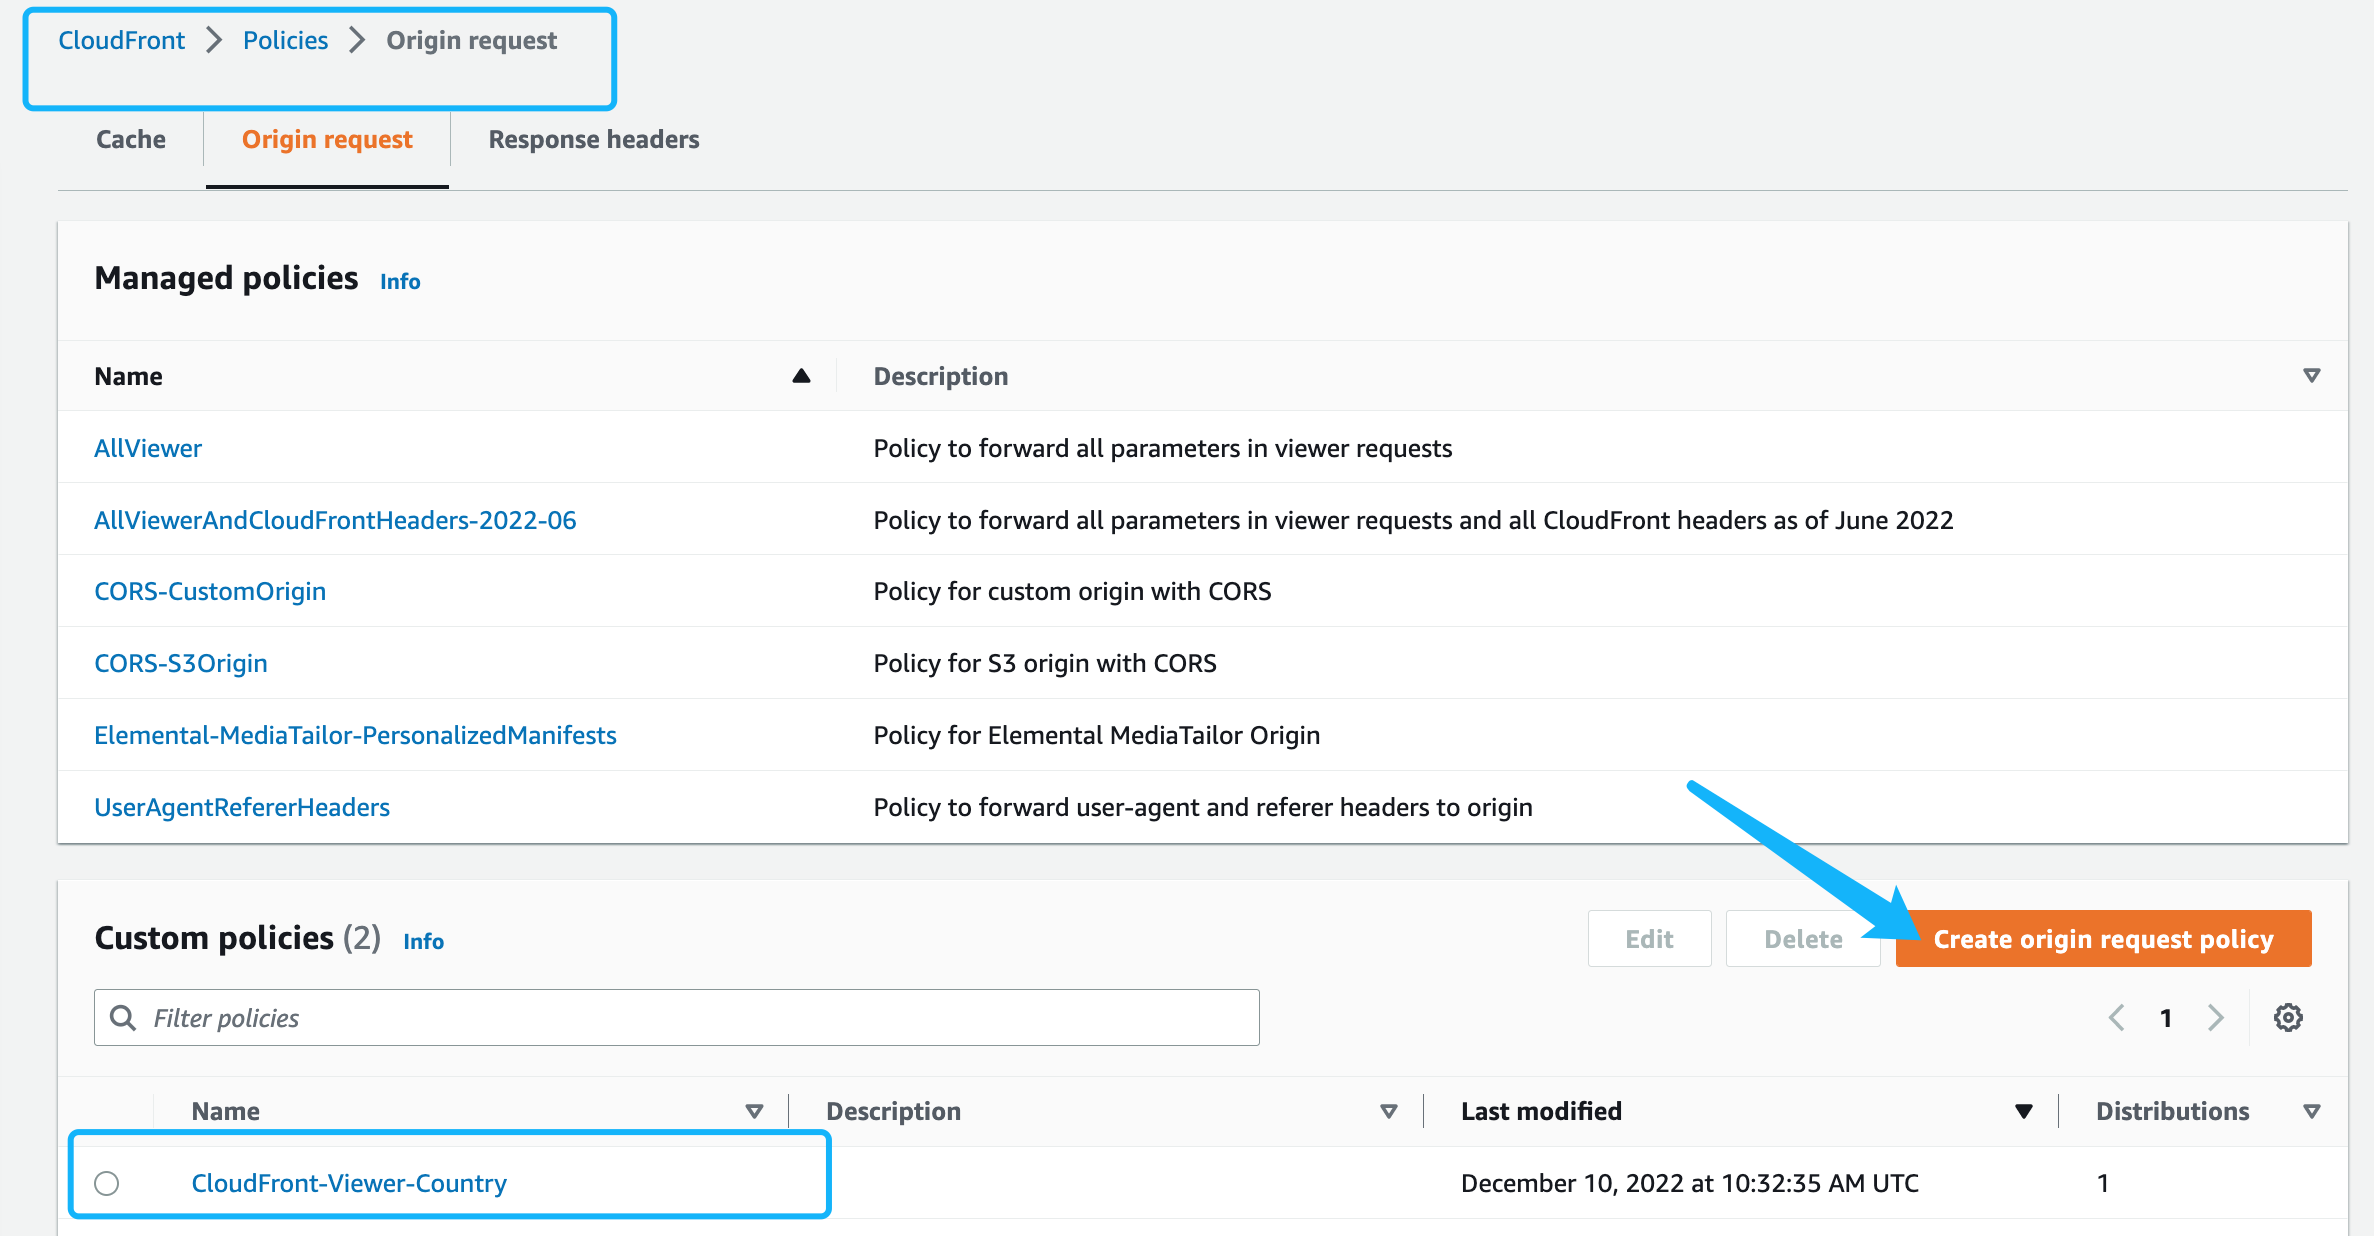 CloudFront > Policies > Origin request
Cache Origin request Response headers
Managed policies Info
Name Description
AllViewer Policy to forward all parameters in viewer requests
AllViewerAndCloudFrontHeaders-2022-06 Policy to forward all parameters in viewer requests and all CloudFront headers as of June 2022
CORS-CustomOrigin Policy for custom origin with CORS
CORS-S3Origin Policy for S3 origin with CORS
Elemental-MediaTailor-PersonalizedManifests Policy for Elemental MediaTailor Origin
UserAgentRefererHeaders Policy to forward user-agent and referer headers to origin
Custom policies (2) Info Edit Delete Create origin request policy
Filter policies 1
Name Description Last modified Distributions
CloudFront-Viewer-Country December 10, 2022 at 10:32:35 AM UTC 1